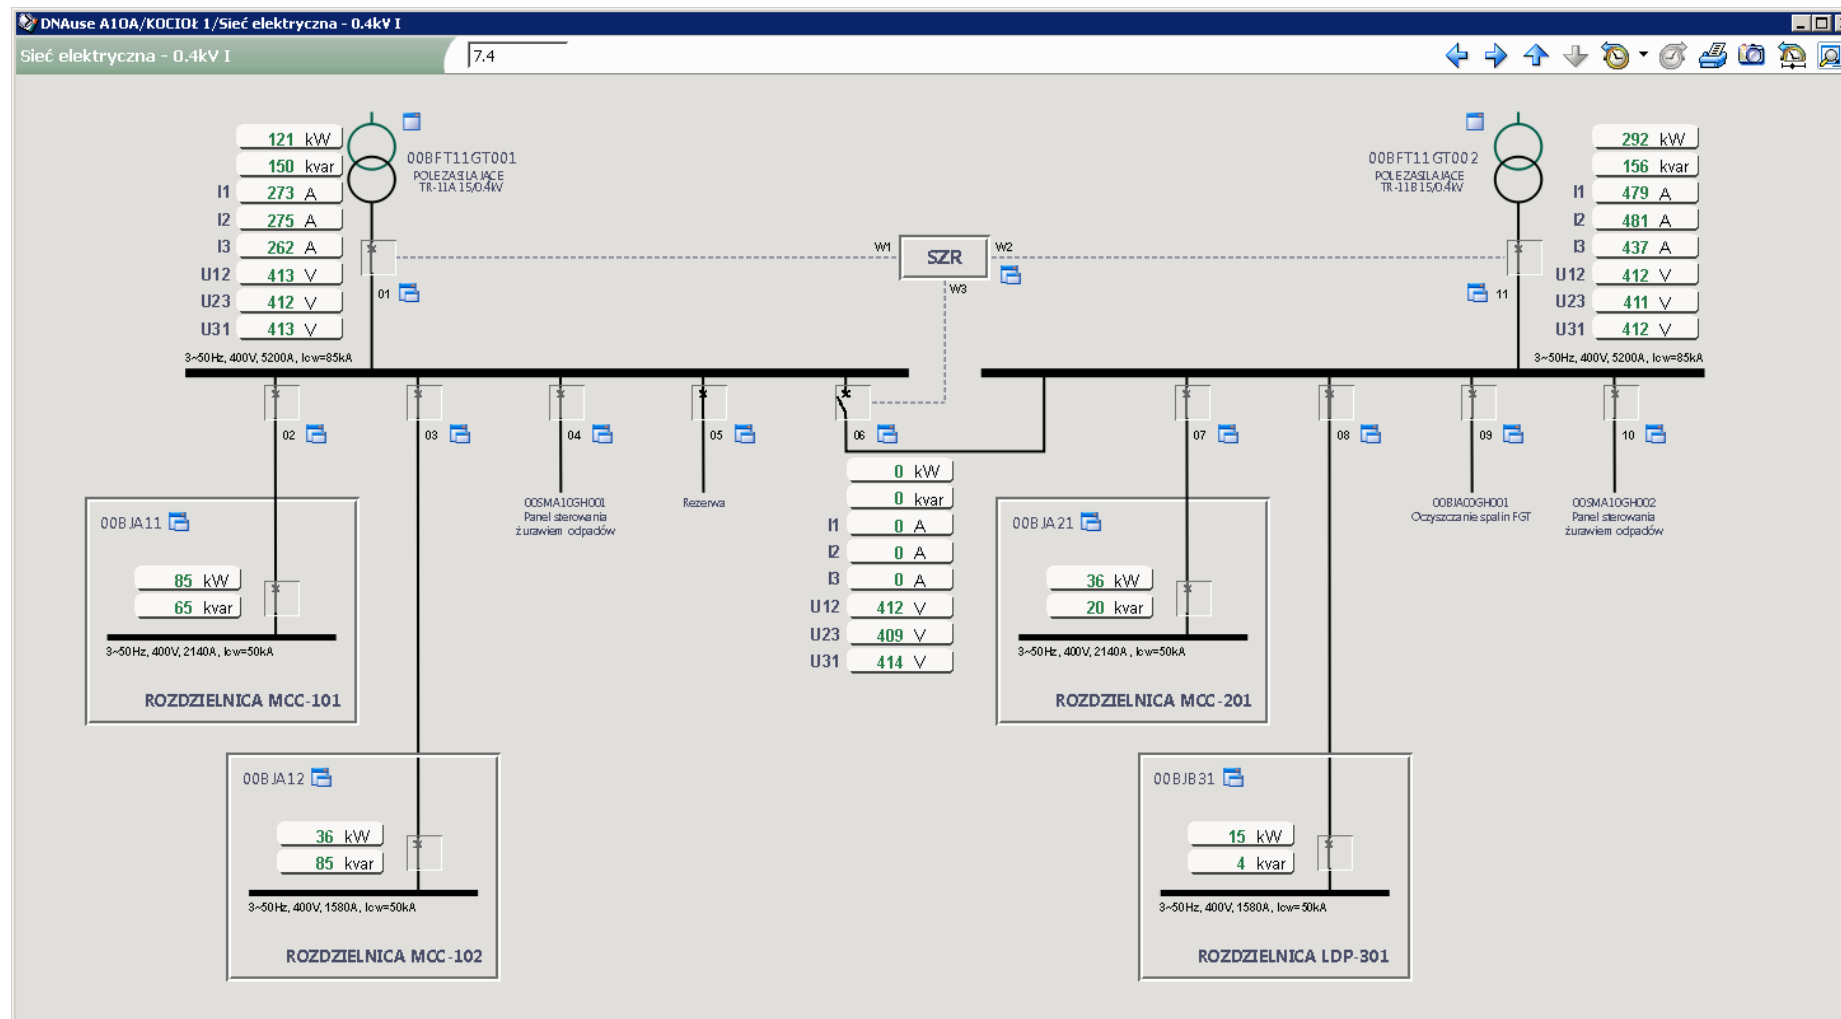 DNAuse A10A/KOCIOŁ 1/Sieć elektryczna - 0.4kV I
Sieć elektryczna - 0.4kV I
7.4
121 kW
150 kvar
I1 273 A
I2 275 A
I3 262 A
U12 413 V
U23 412 V
U31 413 V
3~50Hz, 400V, 5200A, Icw=85kA
00BFT11GT001
POLE ZASILAJĄCE
TR-11A 15/0.4kV
01
W1
SZR
W2
W3
00BFT11GT002
POLE ZASILAJĄCE
TR-11B 15/0.4kV
11
292 kW
156 kvar
I1 479 A
I2 481 A
I3 437 A
U12 412 V
U23 411 V
U31 412 V
3~50Hz, 400V, 5200A, Icw=85kA
02
03
04
05
06
07
08
09
10
00SMA10GH001
Panel sterowania
żurawiem odpadów
Rezerwa
0 kW
0 kvar
I1 0 A
I2 0 A
I3 0 A
U12 412 V
U23 409 V
U31 414 V
00BJA00GH001
Oczyszczanie spalin FGT
00SMA10GH002
Panel sterowania
żurawiem odpadów
00BJA11
85 kW
65 kvar
3~50Hz, 400V, 2140A, Icw=50kA
ROZDZIELNICA MCC-101
00BJA21
36 kW
20 kvar
3~50Hz, 400V, 2140A, Icw=50kA
ROZDZIELNICA MCC-201
00BJA12
36 kW
85 kvar
3~50Hz, 400V, 1580A, Icw=50kA
ROZDZIELNICA MCC-102
00BJB31
15 kW
4 kvar
3~50Hz, 400V, 1580A, Icw=50kA
ROZDZIELNICA LDP-301